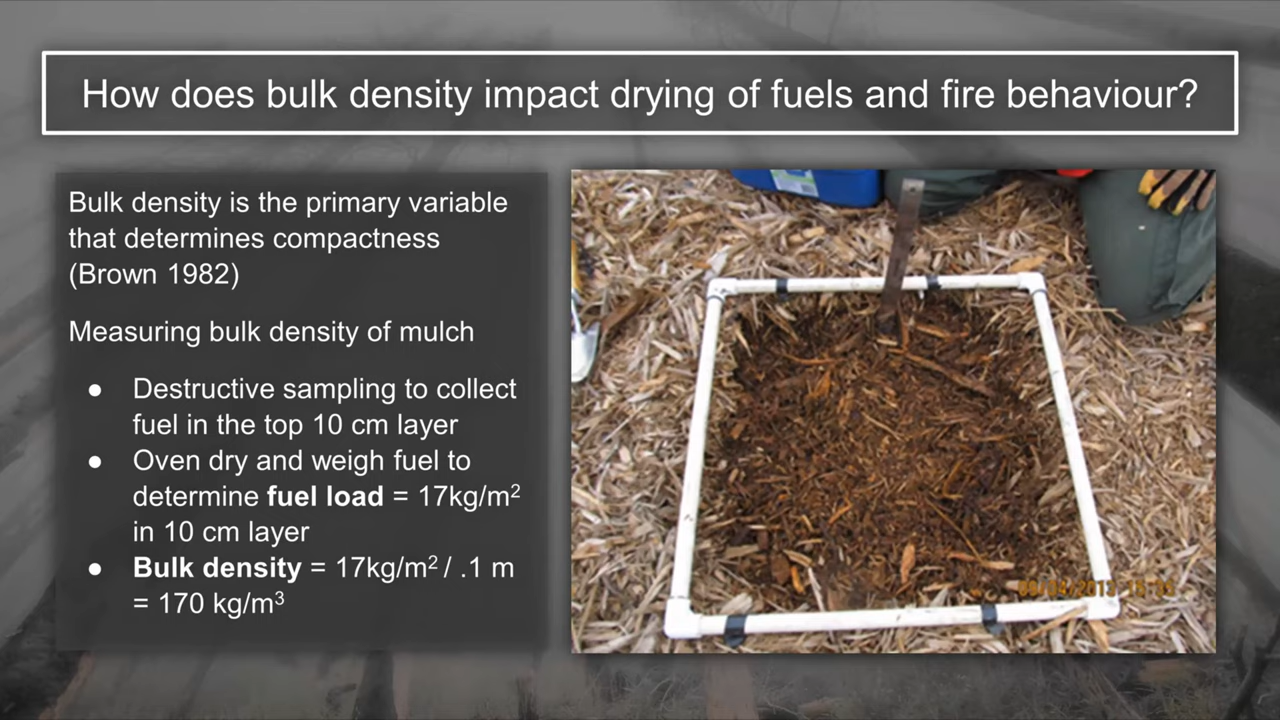 How does bulk density impact drying of fuels and fire behaviour?
Bulk density is the primary variable
that determines compactness
(Brown 1982)
Measuring bulk density of mulch
● Destructive sampling to collect
fuel in the top 10 cm layer
● Oven dry and weigh fuel to
determine fuel load = 17kg/m²
in 10 cm layer
● Bulk density = 17kg/m² / .1 m
= 170 kg/m³